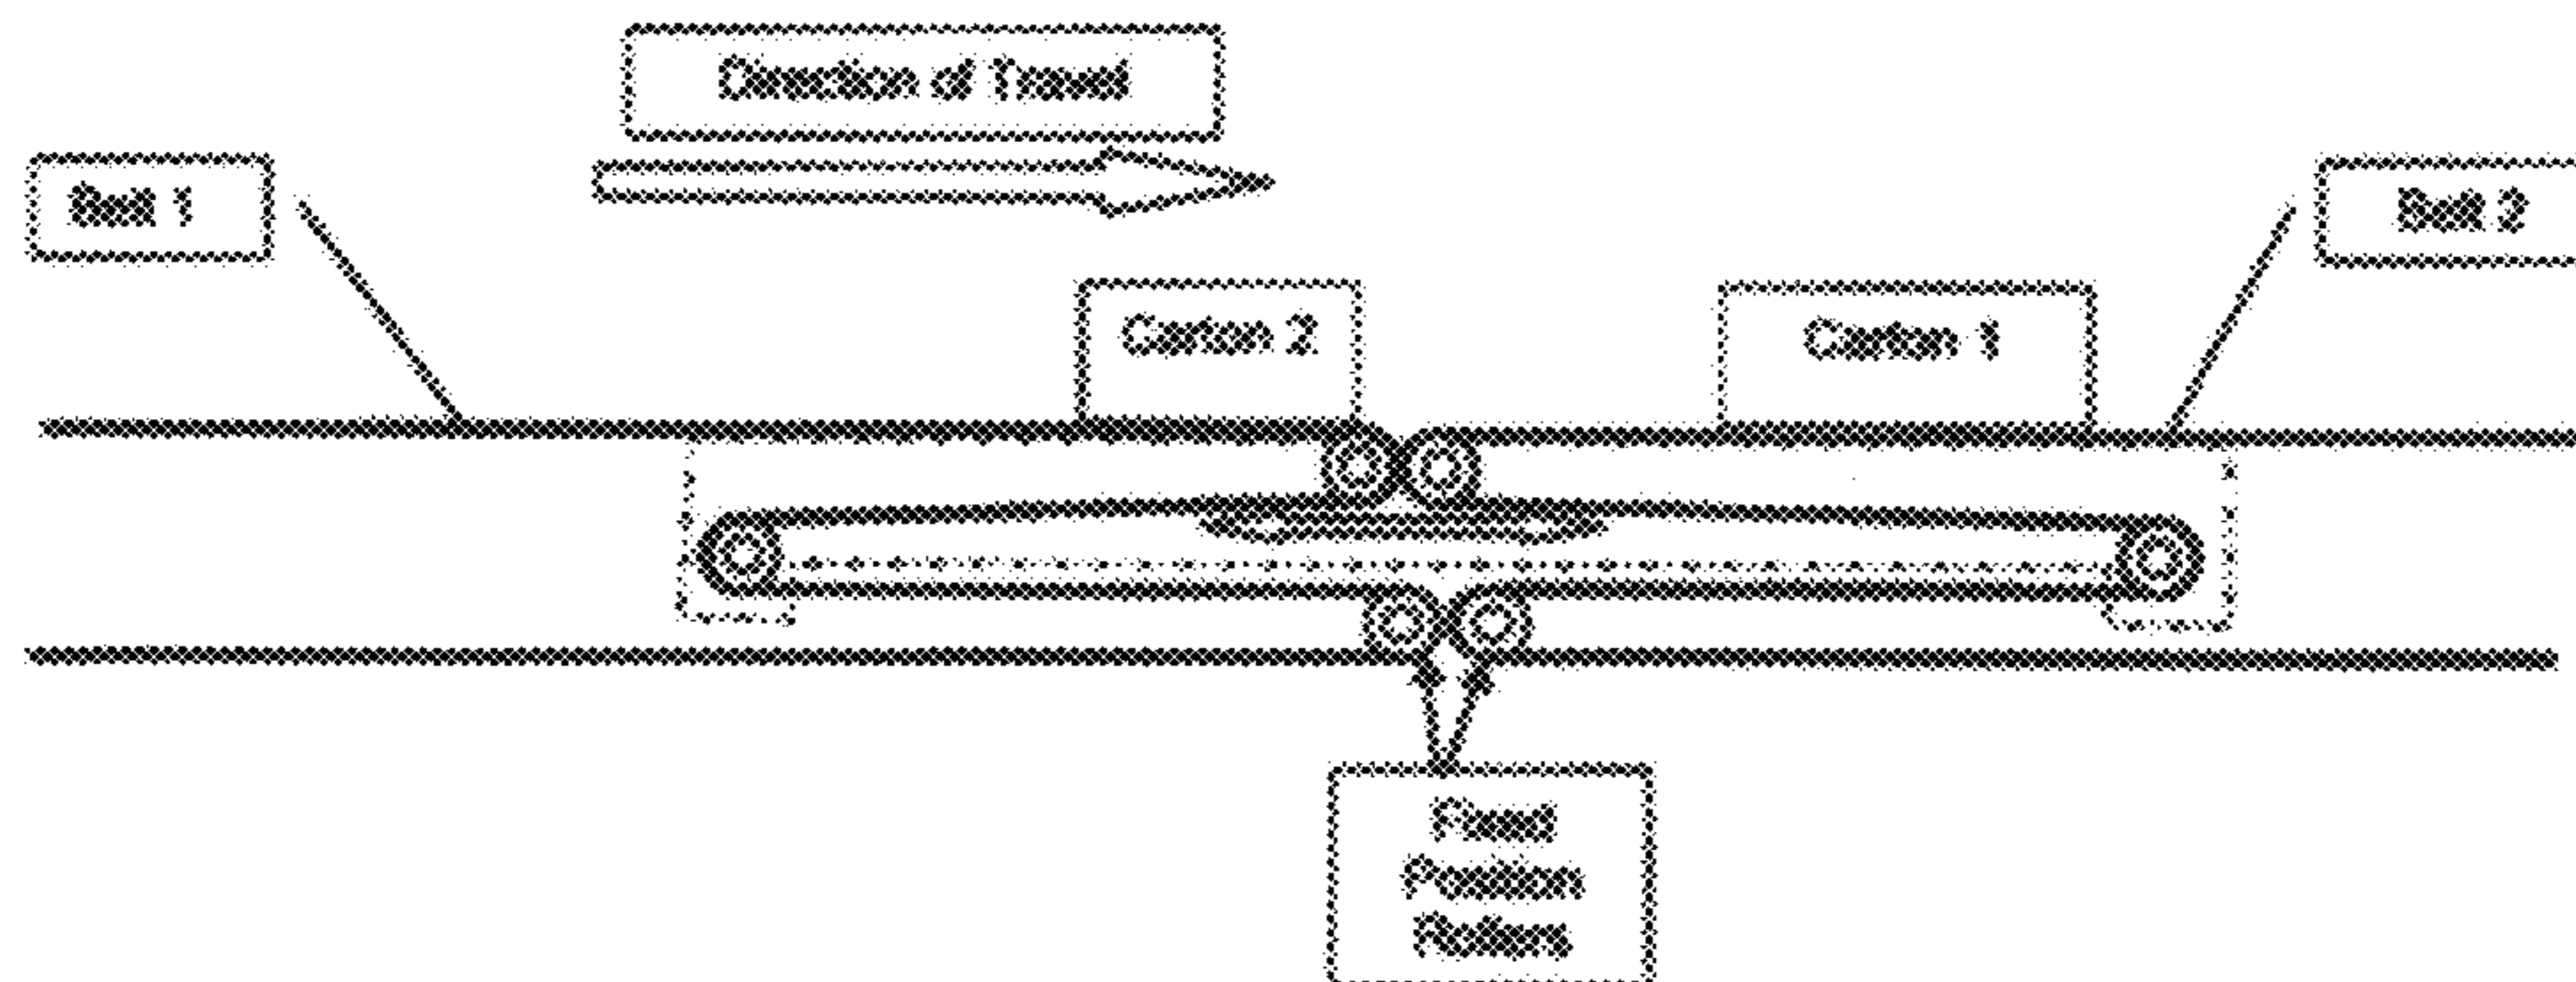 Direction of Travel
Belt 1
Belt 2
Carton 2
Carton 1
Fixed
Position
Rollers